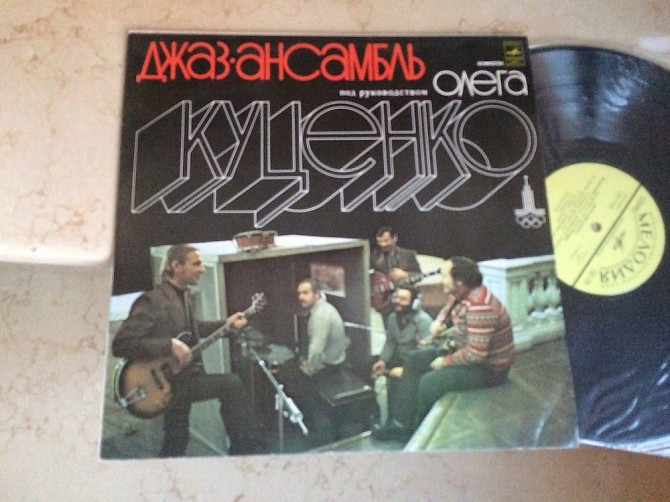 ДЖАЗ·АНСАМБЛЬ
под руководством
ОЛЕГА
КУЦЕНКО
МЕЛОДИЯ